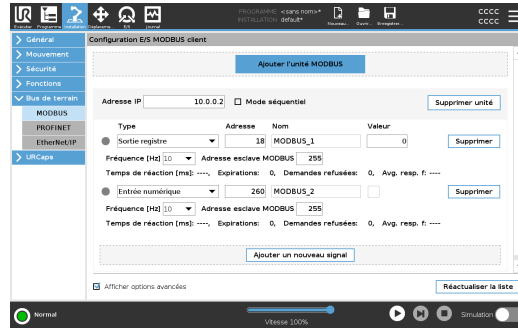 PROGRAMME <sans nom>*
INSTALLATION default*
Exécuter Programme Installation Déplacements E/S Journal Nouveau... Ouvrir... Enregistrer...
CCCC
CCCC
Général
Mouvement
Sécurité
Fonctions
Bus de terrain
MODBUS
PROFINET
EtherNet/IP
URCaps
Configuration E/S MODBUS client
Ajouter l'unité MODBUS
Adresse IP 10.0.0.2 Mode séquentiel Supprimer unité
Type Adresse Nom Valeur
Sortie registre 18 MODBUS_1 0 Supprimer
Fréquence [Hz] 10 Adresse esclave MODBUS 255
Temps de réaction [ms]: ----, Expirations: 0, Demandes refusées: 0, Avg. resp. f: ----
Entrée numérique 260 MODBUS_2 Supprimer
Fréquence [Hz] 10 Adresse esclave MODBUS 255
Temps de réaction [ms]: ----, Expirations: 0, Demandes refusées: 0, Avg. resp. f: ----
Ajouter un nouveau signal
Afficher options avancées Réactualiser la liste
Normal
Vitesse 100%
Simulation